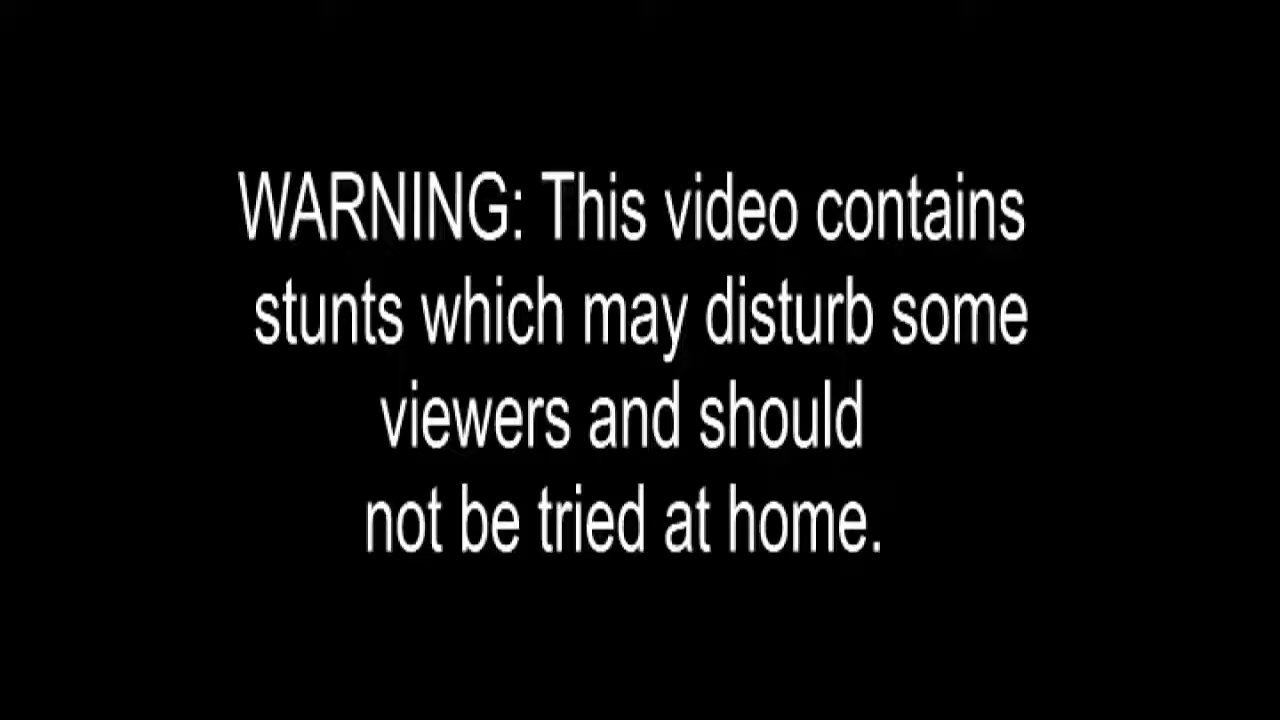 WARNING: This video contains
stunts which may disturb some
viewers and should
not be tried at home.